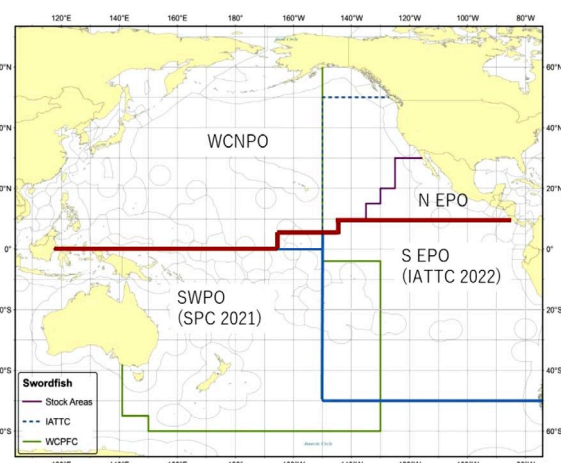 120°E 140°E 160°E 180° 160°W 140°W 120°W 100°W 80°W
60°N
WCNPO
20°N
N EPO
0°
S EPO
(IATTC 2022)
SWPO
(SPC 2021)
Swordfish
Stock Areas
IATTC
WCPFC